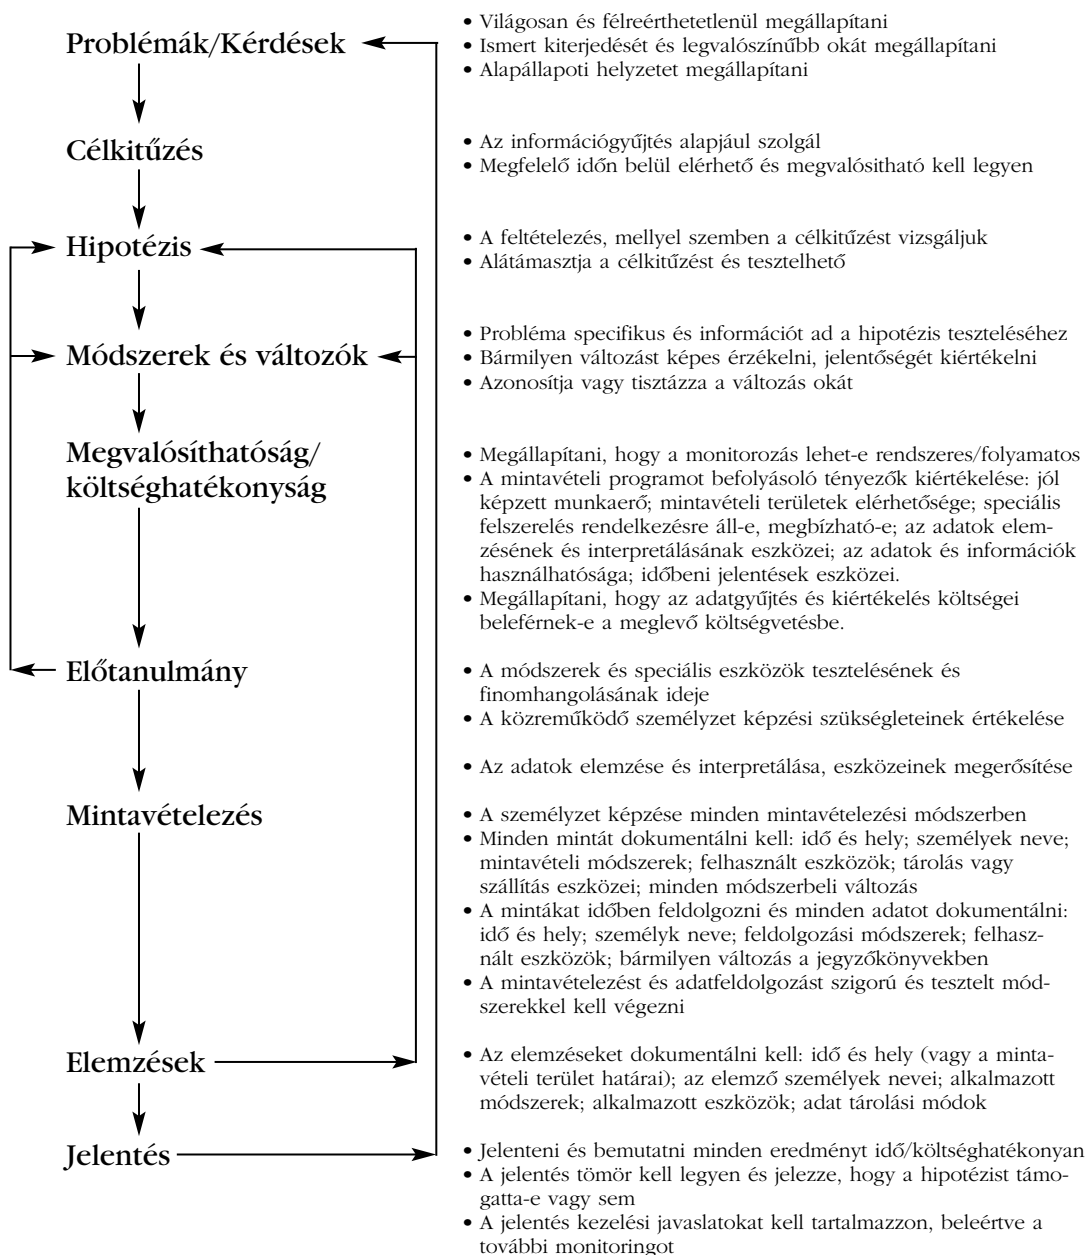 Problémák/Kérdések
• Világosan és félreérthetetlenül megállapítani
• Ismert kiterjedését és legvalószínűbb okát megállapítani
• Alapállapoti helyzetet megállapítani
Célkitűzés
• Az információgyűjtés alapjául szolgál
• Megfelelő időn belül elérhető és megvalósitható kell legyen
Hipotézis
• A feltételezés, mellyel szemben a célkitűzést vizsgáljuk
• Alátámasztja a célkitűzést és tesztelhető
Módszerek és változók
• Probléma specifikus és információt ad a hipotézis teszteléséhez
• Bármilyen változást képes érzékelni, jelentőségét kiértékelni
• Azonosítja vagy tisztázza a változás okát
Megvalósíthatóság/
költséghatékonyság
• Megállapítani, hogy a monitorozás lehet-e rendszeres/folyamatos
• A mintavételi programot befolyásoló tényezők kiértékelése: jól
képzett munkaerő; mintavételi területek elérhetősége; speciális
felszerelés rendelkezésre áll-e, megbízható-e; az adatok elem-
zésének és interpretálásának eszközei; az adatok és információk
használhatósága; időbeni jelentések eszközei.
• Megállapítani, hogy az adatgyűjtés és kiértékelés költségei
beleférnek-e a meglevő költségvetésbe.
Előtanulmány
• A módszerek és speciális eszközök tesztelésének és
finomhangolásának ideje
• A közreműködő személyzet képzési szükségleteinek értékelése
• Az adatok elemzése és interpretálása, eszközeinek megerősítése
Mintavételezés
• A személyzet képzése minden mintavételezési módszerben
• Minden mintát dokumentálni kell: idő és hely; személyek neve;
mintavételi módszerek; felhasznált eszközök; tárolás vagy
szállítás eszközei; minden módszerbeli változás
• A mintákat időben feldolgozni és minden adatot dokumentálni:
idő és hely; személyk neve; feldolgozási módszerek; felhasz-
nált eszközök; bármilyen változás a jegyzőkönyvekben
• A mintavételezést és adatfeldolgozást szigorú és tesztelt mód-
szerekkel kell végezni
Elemzések
• Az elemzéseket dokumentálni kell: idő és hely (vagy a minta-
vételi terület határai); az elemző személyek nevei; alkalmazott
módszerek; alkalmazott eszközök; adat tárolási módok
Jelentés
• Jelenteni és bemutatni minden eredményt idő/költséghatékonyan
• A jelentés tömör kell legyen és jelezze, hogy a hipotézist támo-
gatta-e vagy sem
• A jelentés kezelési javaslatokat kell tartalmazzon, beleértve a
további monitoringot